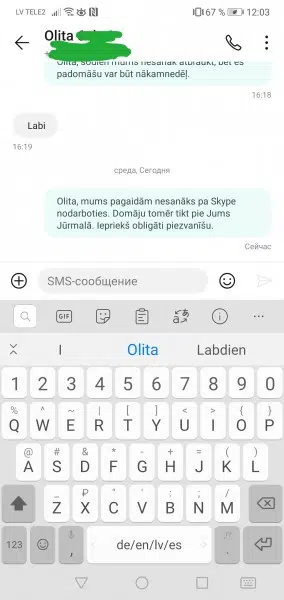 LV TELE2 67 % 12:03
Olita
Olita, šodien mums nesanāk atbraukt, bet es
padomāšu var būt nākamnedēļ.
16:18
Labi
16:19
среда, Сегодня
Olita, mums pagaidām nesanāks pa Skype
nodarboties. Domāju tomēr tikt pie Jums
Jūrmalā. Iepriekš obligāti piezvanīšu.
Сейчас
SMS-сообщение
GIF
I Olita Labdien
1 2 3 4 5 6 7 8 9 0
% ^ ~ | [ ] < > { }
Q W E R T Y U I O P
@ # & * - + = ( )
A S D F G H J K L
_ ₽ " ' : ; /
Z X C V B N M
123 , de/en/lv/es .